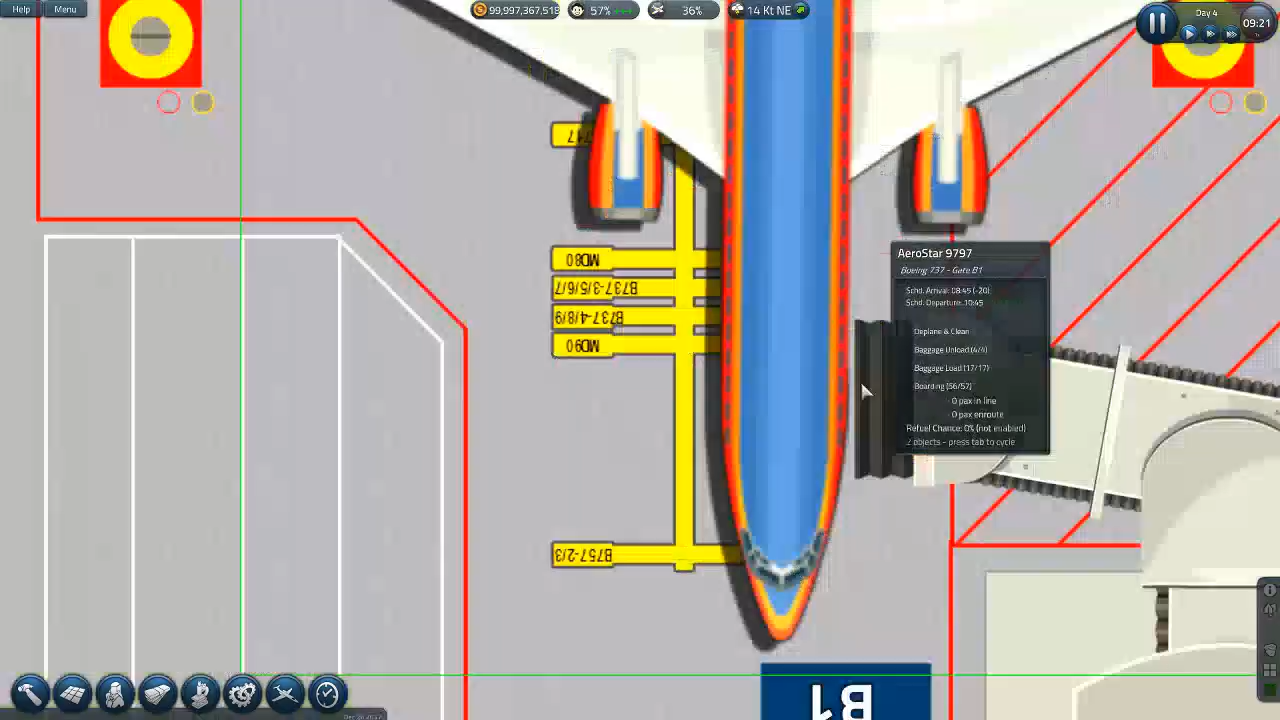 Help
Menu
99,997,367,518
57%
36%
14 Kt NE
Day 4
09:21
717
MD80
B737-3/5/6/7
B737-4/8/9
MD90
B757-2/3
AeroStar 9797
Boeing 737 - Gate B1
Schd. Arrival: 08:45 (-20)
Schd. Departure: 10:45
Deplane & Clean
Baggage Unload (4/4)
Baggage Load (17/17)
Boarding (56/57)
0 pax in line
0 pax enroute
Refuel Chance: 0% (not enabled)
2 objects - press tab to cycle
B1